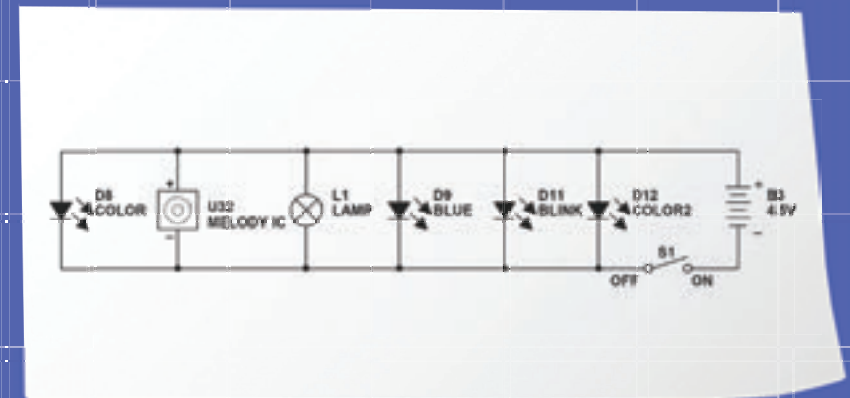 D8
COLOR
+
U32
MELODY IC
-
L1
LAMP
D9
BLUE
D11
BLINK
D12
COLOR2
+
B3
4.5V
-
S1
OFF
ON